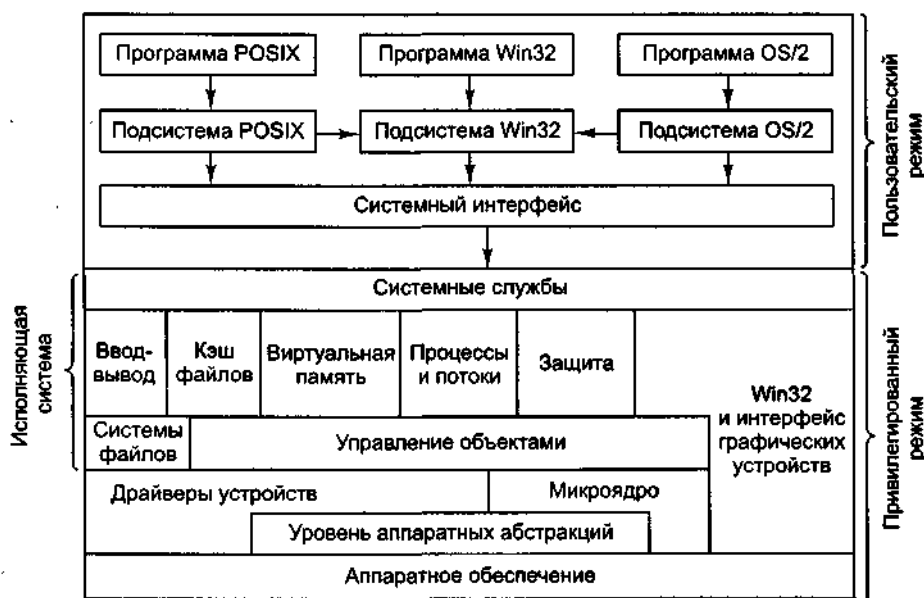 Программа POSIX
Программа Win32
Программа OS/2
Подсистема POSIX
Подсистема Win32
Подсистема OS/2
Системный интерфейс
Пользовательский
режим
Системные службы
Исполняющая
система
Ввод-
вывод
Кэш
файлов
Виртуальная
память
Процессы
и потоки
Защита
Win32
и интерфейс
графических
устройств
Системы
файлов
Управление объектами
Драйверы устройств
Микроядро
Уровень аппаратных абстракций
Аппаратное обеспечение
Привилегированный
режим